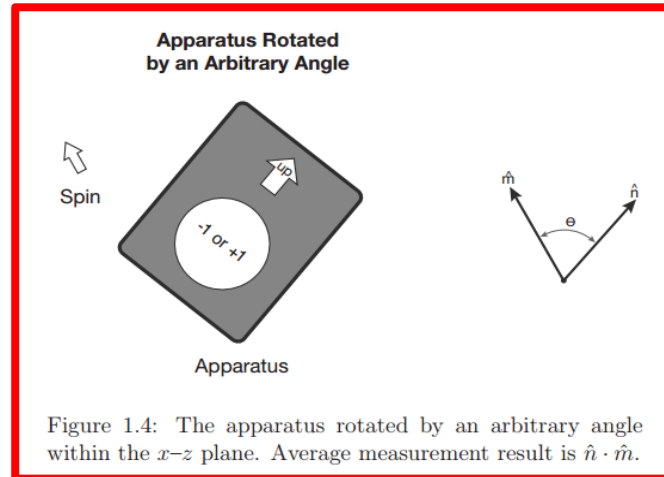 Apparatus Rotated
by an Arbitrary Angle
up
Spin
-1 or +1
Apparatus
m̂
n̂
θ
Figure 1.4: The apparatus rotated by an arbitrary angle
within the x–z plane. Average measurement result is n̂ · m̂.